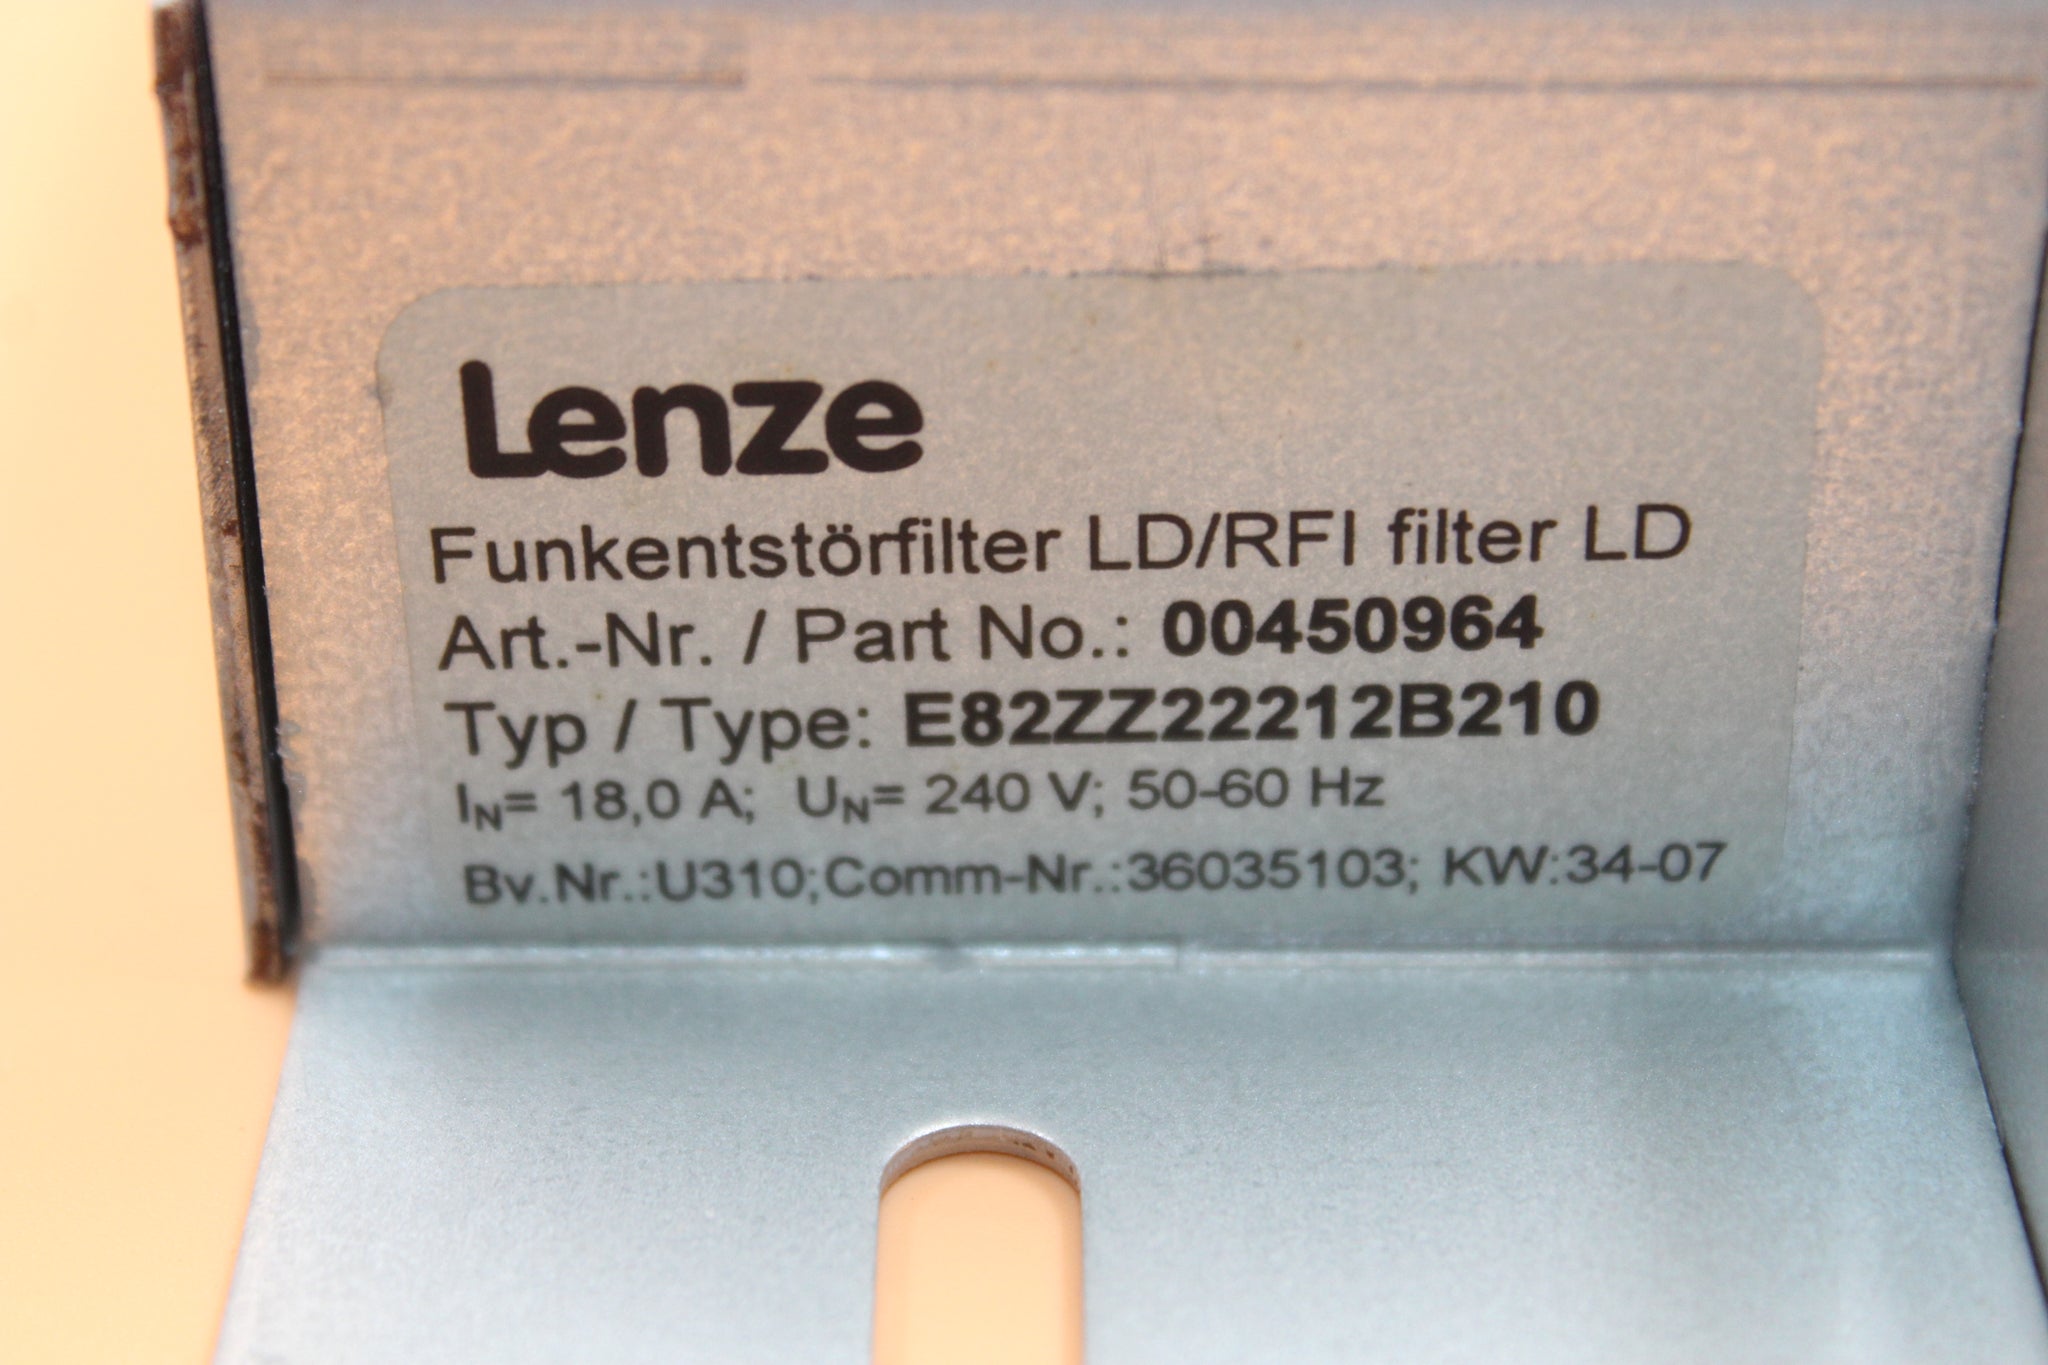 Lenze
Funkentstörfilter LD/RFI filter LD
Art.-Nr. / Part No.: 00450964
Typ / Type: E82ZZ22212B210
IN= 18,0 A; UN= 240 V; 50-60 Hz
Bv.Nr.:U310;Comm-Nr.:36035103; KW:34-07